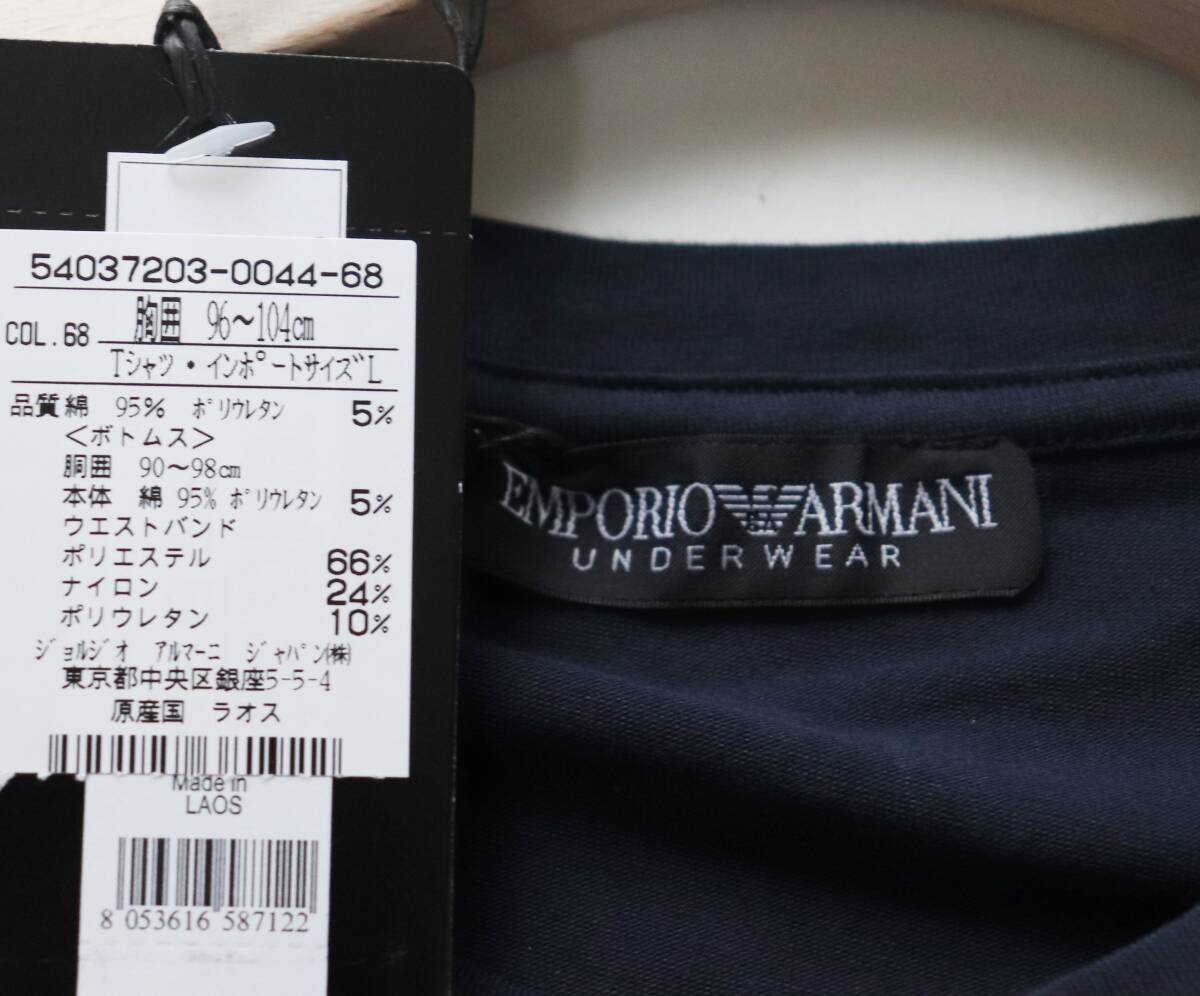 54037203-0044-68
胸囲 96～104cm
COL.68
Tシャツ・インポートサイズL
品質 綿 95% ポリウレタン 5%
＜ボトムス＞
胴囲 90～98cm
本体 綿 95% ポリウレタン 5%
ウエストバンド
ポリエステル 66%
ナイロン 24%
ポリウレタン 10%
ジョルジオ アルマーニ ジャパン(株)
東京都中央区銀座5-5-4
原産国 ラオス
Made in
LAOS
8 053616 587122
EMPORIO ARMANI
UNDERWEAR